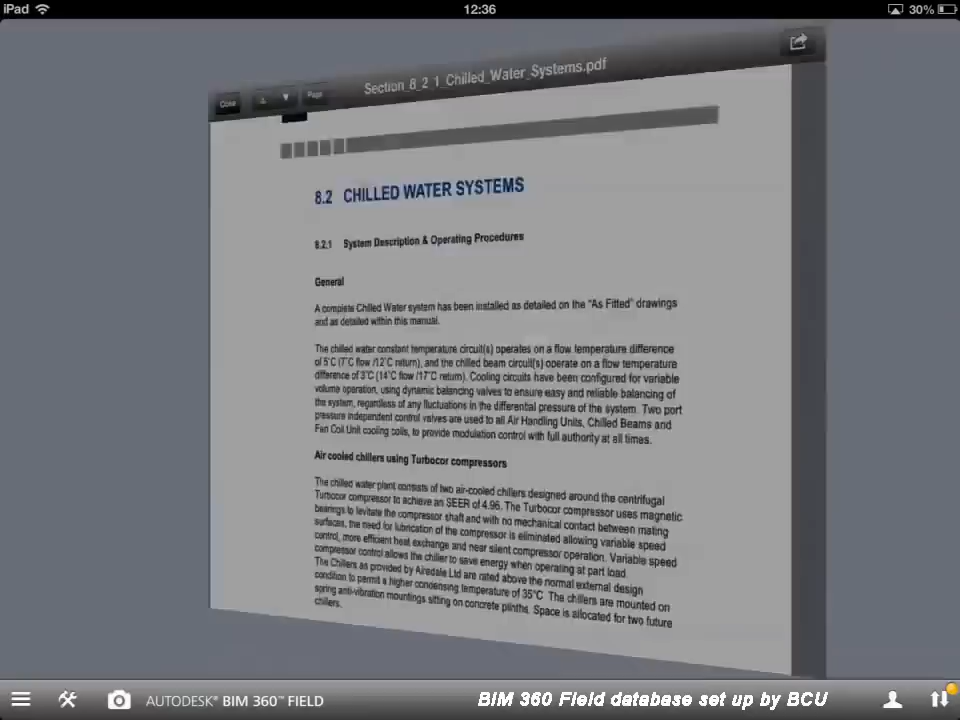 iPad 12:36 30%
Section_8_2_1_Chilled_Water_Systems.pdf
Close Page
8.2 CHILLED WATER SYSTEMS
8.2.1 System Description & Operating Procedures
General
A complete Chilled Water system has been installed as detailed on the "As Fitted" drawings
and as detailed within this manual.
The chilled water constant temperature circuit(s) operates on a flow temperature difference
of 5°C (7°C flow /12°C return), and the chilled beam circuit(s) operate on a flow temperature
difference of 3°C (14°C flow /17°C return). Cooling circuits have been configured for variable
volume operation, using dynamic balancing valves to ensure easy and reliable balancing of
the system, regardless of any fluctuations in the differential pressure of the system. Two port
pressure independent control valves are used to all Air Handling Units, Chilled Beams and
Fan Coil Unit cooling coils, to provide modulation control with full authority at all times.
Air cooled chillers using Turbocor compressors
The chilled water plant consists of two air-cooled chillers designed around the centrifugal
Turbocor compressor to achieve an SEER of 4.96. The Turbocor compressor uses magnetic
bearings to levitate the compressor shaft and with no mechanical contact between mating
surfaces, the need for lubrication of the compressor is eliminated allowing variable speed
control, more efficient heat exchange and near silent compressor operation. Variable speed
compressor control allows the chiller to save energy when operating at part load.
The Chillers as provided by Airedale Ltd are rated above the normal external design
condition to permit a higher condensing temperature of 35°C The chillers are mounted on
spring anti-vibration mountings sitting on concrete plinths. Space is allocated for two future
chillers.
AUTODESK® BIM 360™ FIELD
BIM 360 Field database set up by BCU